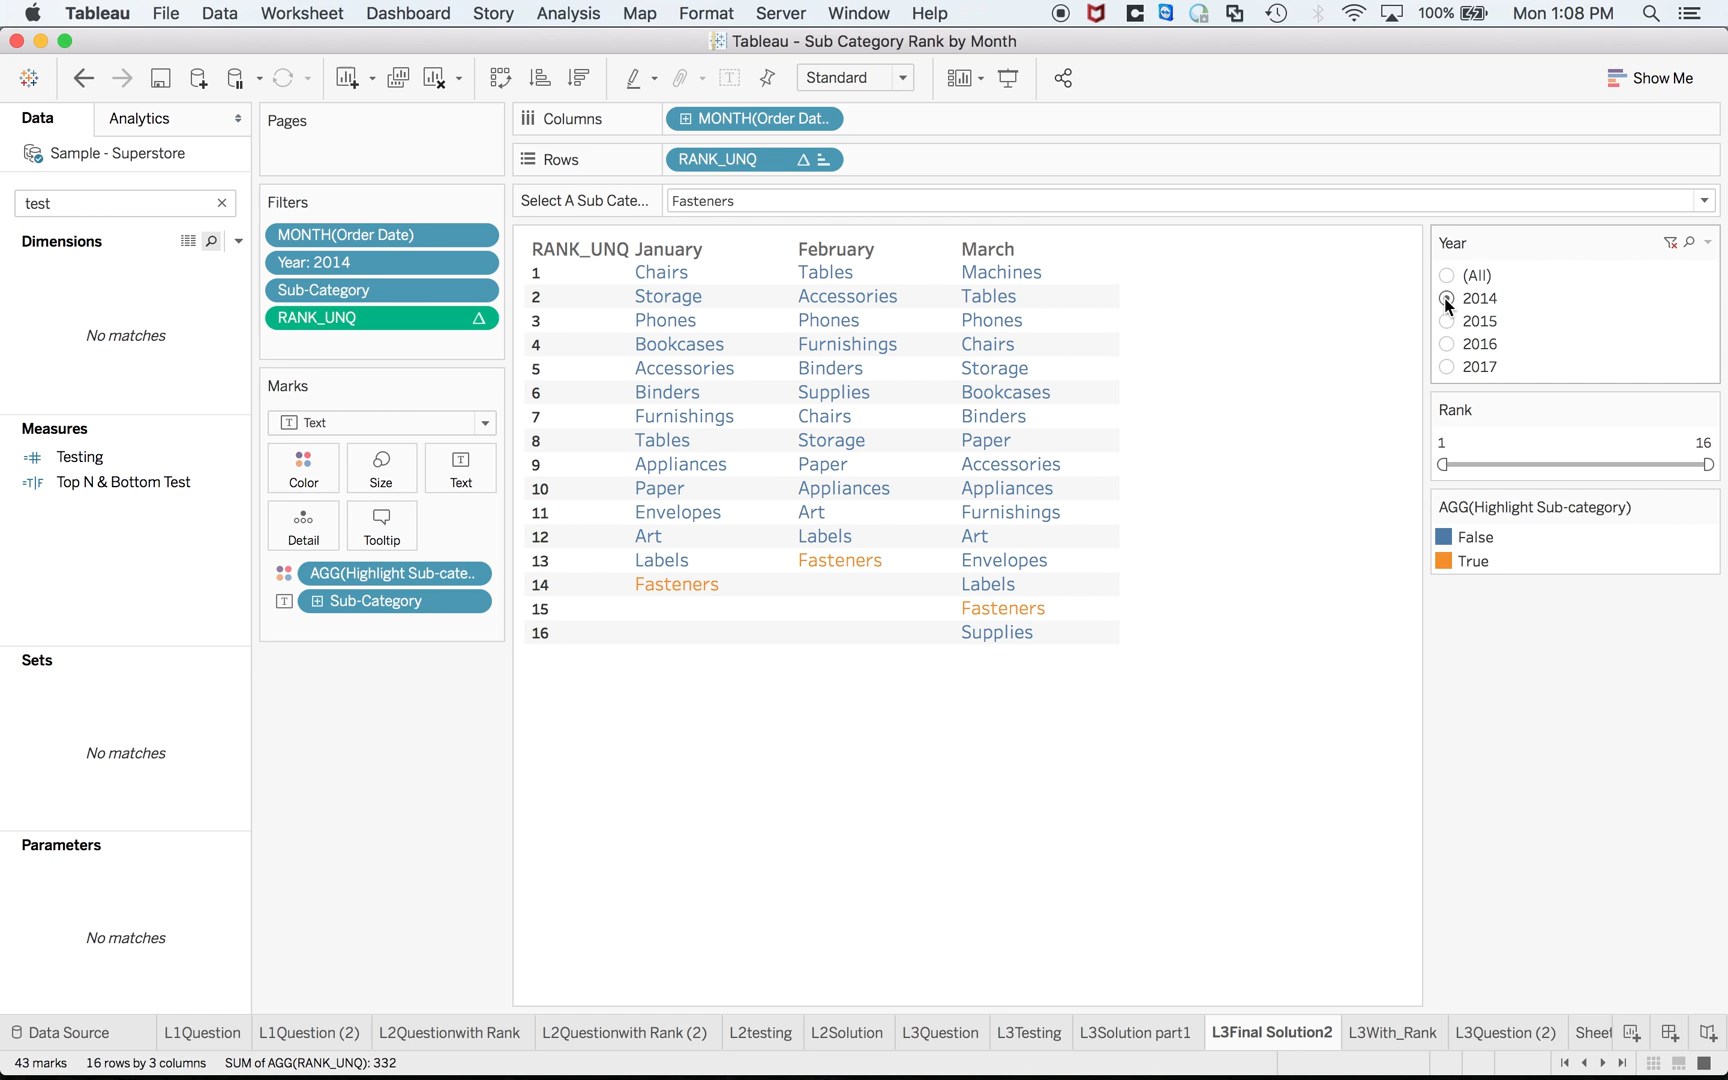 Tableau File Data Worksheet Dashboard Story Analysis Map Format Server Window Help 100% Mon 1:08 PM
Tableau - Sub Category Rank by Month
Standard Show Me
Data Analytics
Sample - Superstore
test
Dimensions
No matches
Measures
Testing
Top N & Bottom Test
Sets
No matches
Parameters
No matches
Pages
Filters
MONTH(Order Date)
Year: 2014
Sub-Category
RANK_UNQ
Marks
Text
Color Size Text
Detail Tooltip
AGG(Highlight Sub-cate..
Sub-Category
Columns MONTH(Order Dat..
Rows RANK_UNQ
Select A Sub Cate... Fasteners
RANK_UNQ January February March
1 Chairs Tables Machines
2 Storage Accessories Tables
3 Phones Phones Phones
4 Bookcases Furnishings Chairs
5 Accessories Binders Storage
6 Binders Supplies Bookcases
7 Furnishings Chairs Binders
8 Tables Storage Paper
9 Appliances Paper Accessories
10 Paper Appliances Appliances
11 Envelopes Art Furnishings
12 Art Labels Art
13 Labels Fasteners Envelopes
14 Fasteners Labels
15 Fasteners
16 Supplies
Year
(All)
2014
2015
2016
2017
Rank
1 16
AGG(Highlight Sub-category)
False
True
Data Source L1Question L1Question (2) L2Questionwith Rank L2Questionwith Rank (2) L2testing L2Solution L3Question L3Testing L3Solution part1 L3Final Solution2 L3With_Rank L3Question (2) Sheet
43 marks 16 rows by 3 columns SUM of AGG(RANK_UNQ): 332